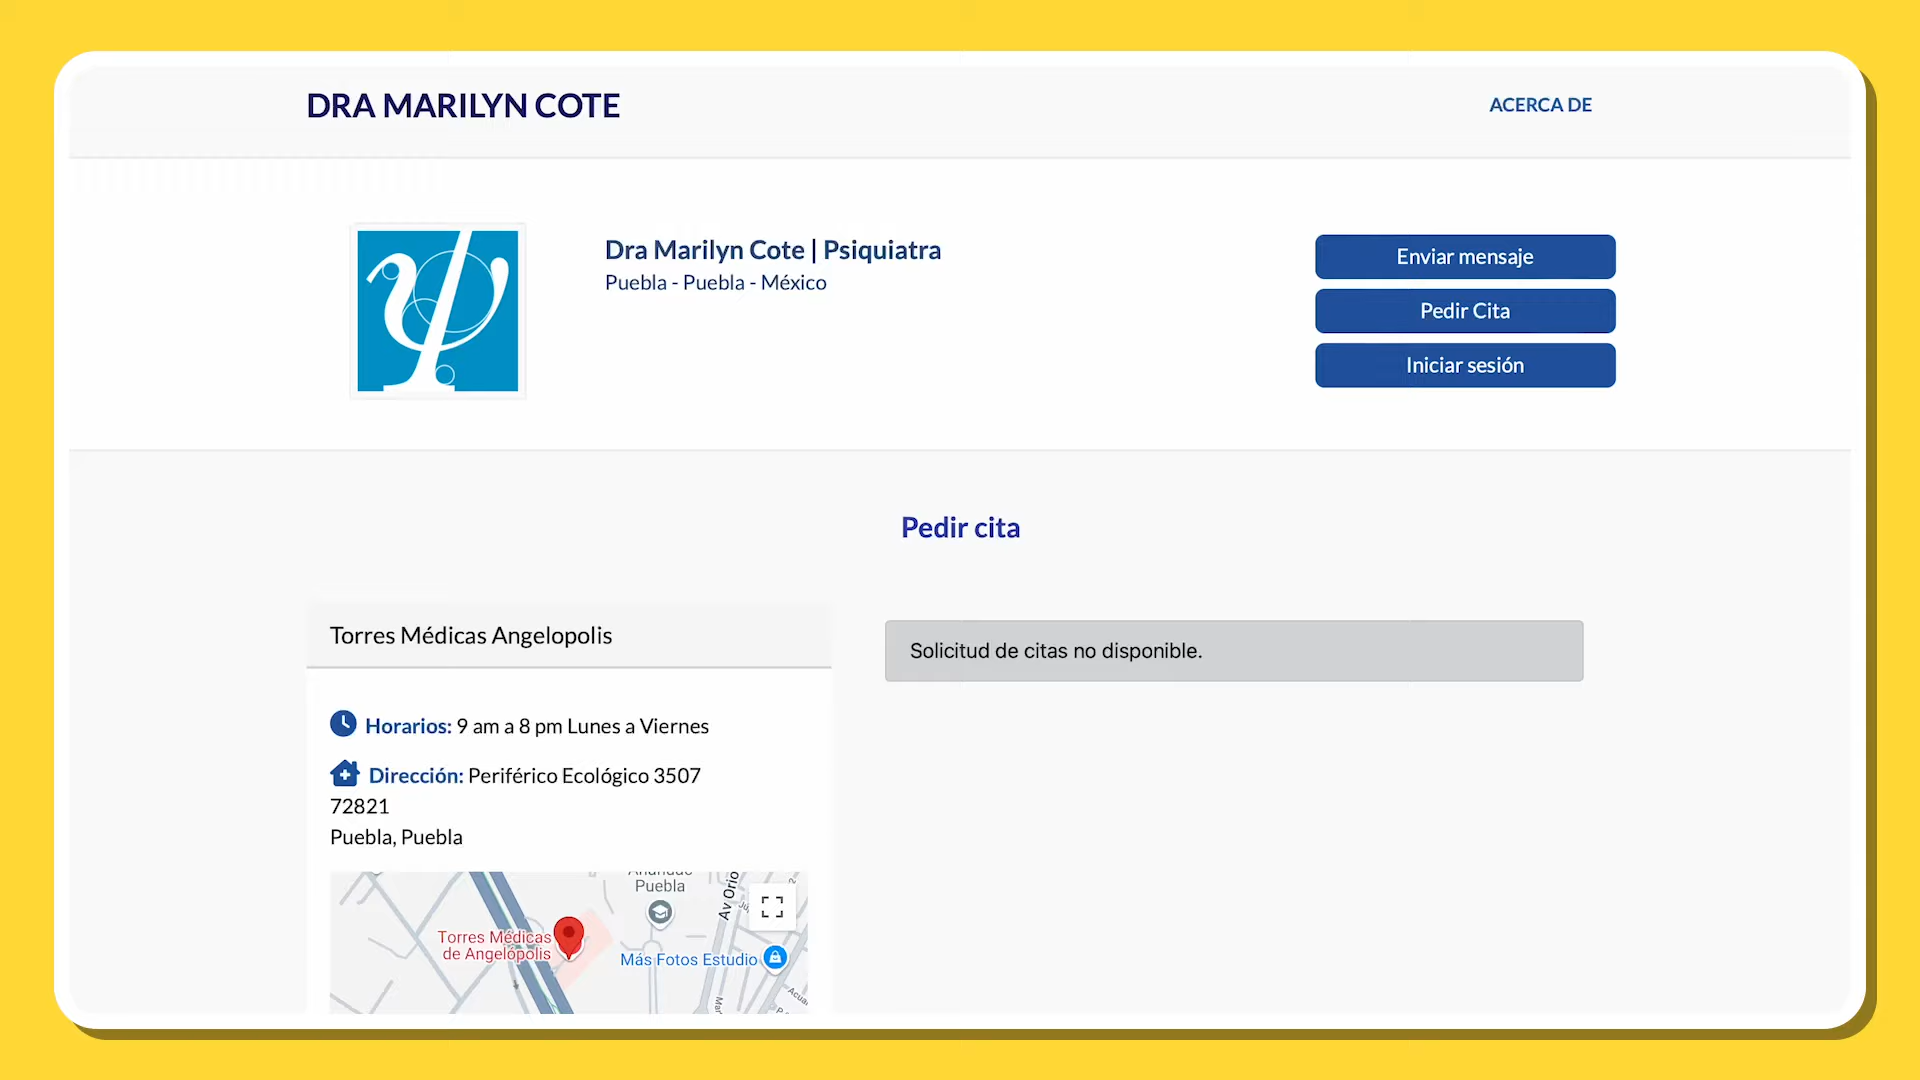 DRA MARILYN COTE
ACERCA DE
Dra Marilyn Cote | Psiquiatra
Puebla - Puebla - México
Enviar mensaje
Pedir Cita
Iniciar sesión
Pedir cita
Torres Médicas Angelopolis
Solicitud de citas no disponible.
Horarios: 9 am a 8 pm Lunes a Viernes
Dirección: Periférico Ecológico 3507
72821
Puebla, Puebla
Puebla
Av Orio
Torres Médicas
de Angelópolis
Más Fotos Estudio